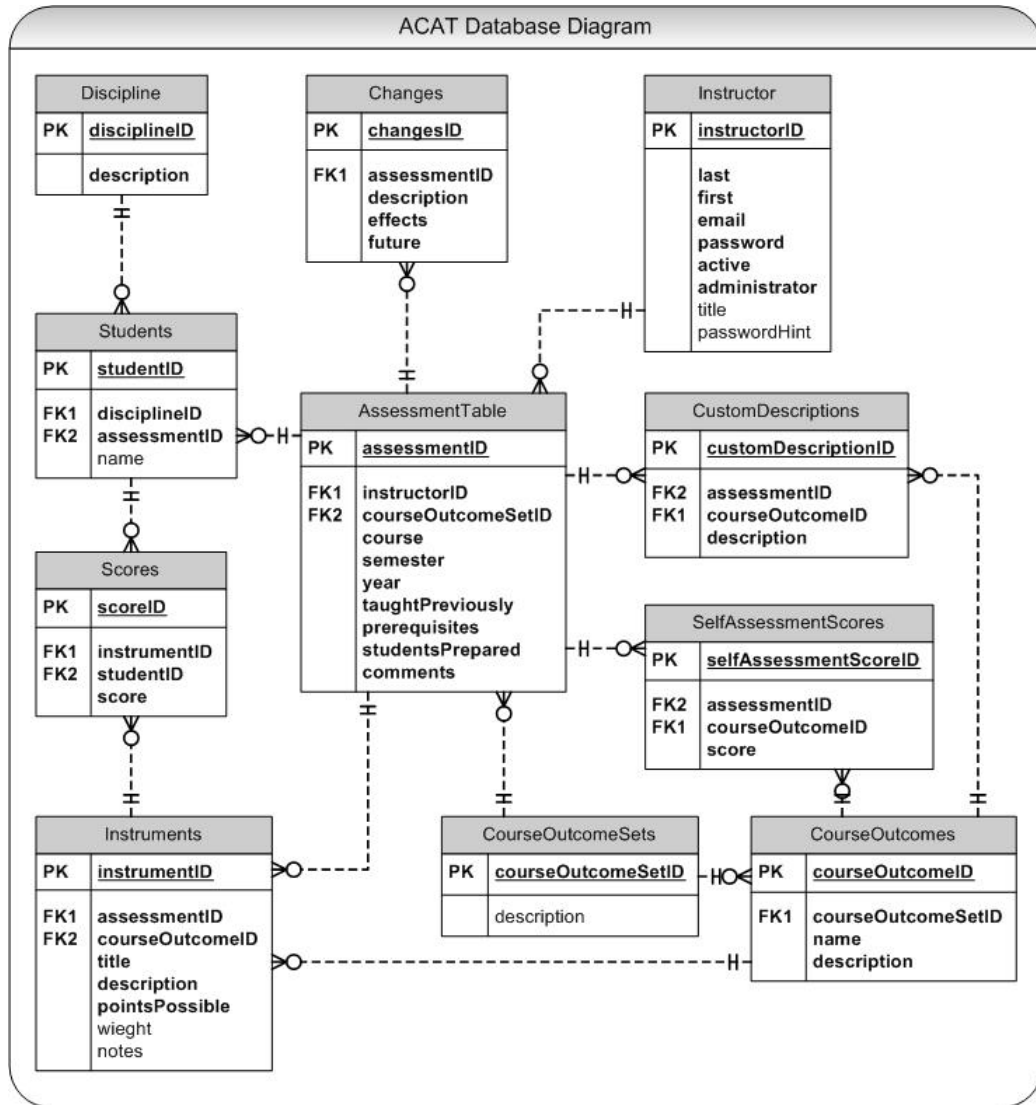 ACAT Database Diagram
Discipline
PK disciplineID
description
Changes
PK changesID
FK1 assessmentID
description
effects
future
Instructor
PK instructorID
last
first
email
password
active
administrator
title
passwordHint
Students
PK studentID
FK1 disciplineID
FK2 assessmentID
name
AssessmentTable
PK assessmentID
FK1 instructorID
FK2 courseOutcomeSetID
course
semester
year
taughtPreviously
prerequisites
studentsPrepared
comments
CustomDescriptions
PK customDescriptionID
FK2 assessmentID
FK1 courseOutcomeID
description
Scores
PK scoreID
FK1 instrumentID
FK2 studentID
score
SelfAssessmentScores
PK selfAssessmentScoreID
FK2 assessmentID
FK1 courseOutcomeID
score
Instruments
PK instrumentID
FK1 assessmentID
FK2 courseOutcomeID
title
description
pointsPossible
wieght
notes
CourseOutcomeSets
PK courseOutcomeSetID
description
CourseOutcomes
PK courseOutcomeID
FK1 courseOutcomeSetID
name
description